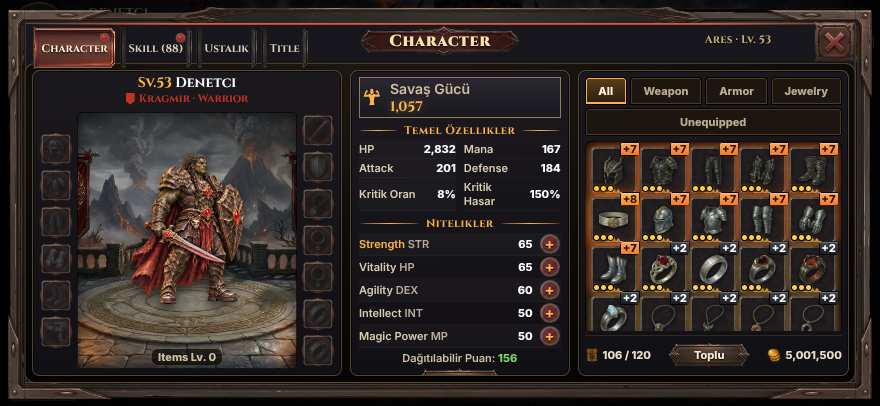 CHARACTER
SKILL (88)
USTALIK
TITLE
CHARACTER
ARES · LV. 53
SV.53 DENETCI
KRAGMIR · WARRIOR
Items Lv. 0
Savaş Gücü
1,057
TEMEL ÖZELLIKLER
HP 2,832 Mana 167
Attack 201 Defense 184
Kritik Oran 8% Kritik Hasar 150%
NITELIKLER
Strength STR 65 +
Vitality HP 65 +
Agility DEX 60 +
Intellect INT 50 +
Magic Power MP 50 +
Dağıtılabilir Puan: 156
All Weapon Armor Jewelry
Unequipped
+7 +7 +7 +7 +7
+8 +7 +7 +7 +7
+7 +2 +2 +2 +2
+2 +2 +2 +2 +2
106 / 120
Toplu
5,001,500